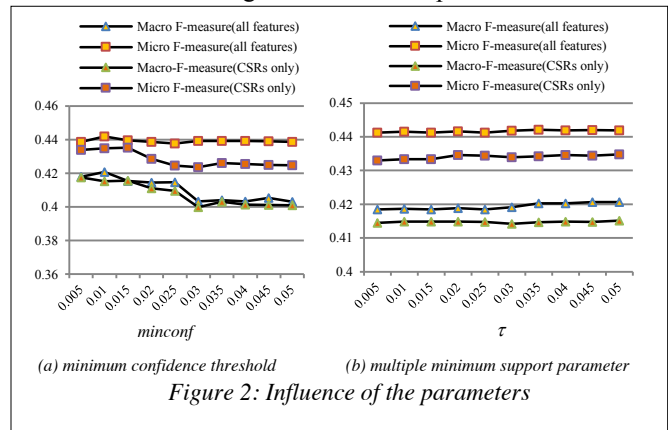 Macro F-measure(all features)
Micro F-measure(all features)
Macro-F-measure(CSRs only)
Micro F-measure(CSRs only)
0.46
0.44
0.42
0.4
0.38
0.36
0.005
0.01
0.015
0.02
0.025
0.03
0.035
0.04
0.045
0.05
minconf
(a) minimum confidence threshold
Macro F-measure(all features)
Micro F-measure(all features)
Macro-F-measure(CSRs only)
Micro F-measure(CSRs only)
0.45
0.44
0.43
0.42
0.41
0.4
0.005
0.01
0.015
0.02
0.025
0.03
0.035
0.04
0.045
0.05
τ
(b) multiple minimum support parameter
Figure 2: Influence of the parameters